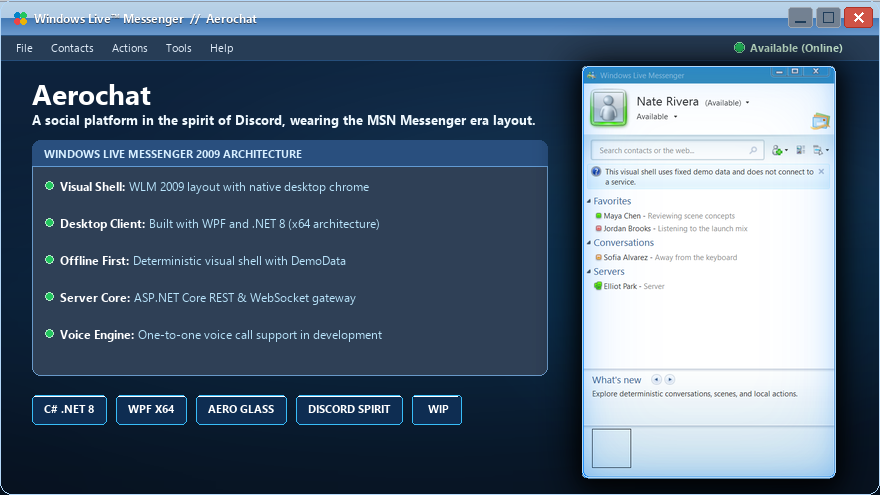 Windows Live™ Messenger // Aerochat
File Contacts Actions Tools Help
Available (Online)
Aerochat
A social platform in the spirit of Discord, wearing the MSN Messenger era layout.
WINDOWS LIVE MESSENGER 2009 ARCHITECTURE
Visual Shell: WLM 2009 layout with native desktop chrome
Desktop Client: Built with WPF and .NET 8 (x64 architecture)
Offline First: Deterministic visual shell with DemoData
Server Core: ASP.NET Core REST & WebSocket gateway
Voice Engine: One-to-one voice call support in development
C# .NET 8
WPF X64
AERO GLASS
DISCORD SPIRIT
WIP
Windows Live Messenger
Nate Rivera (Available)
Available
Search contacts or the web...
This visual shell uses fixed demo data and does not connect to
a service.
Favorites
Maya Chen - Reviewing scene concepts
Jordan Brooks - Listening to the launch mix
Conversations
Sofia Alvarez - Away from the keyboard
Servers
Elliot Park - Server
What's new
Explore deterministic conversations, scenes, and local actions.